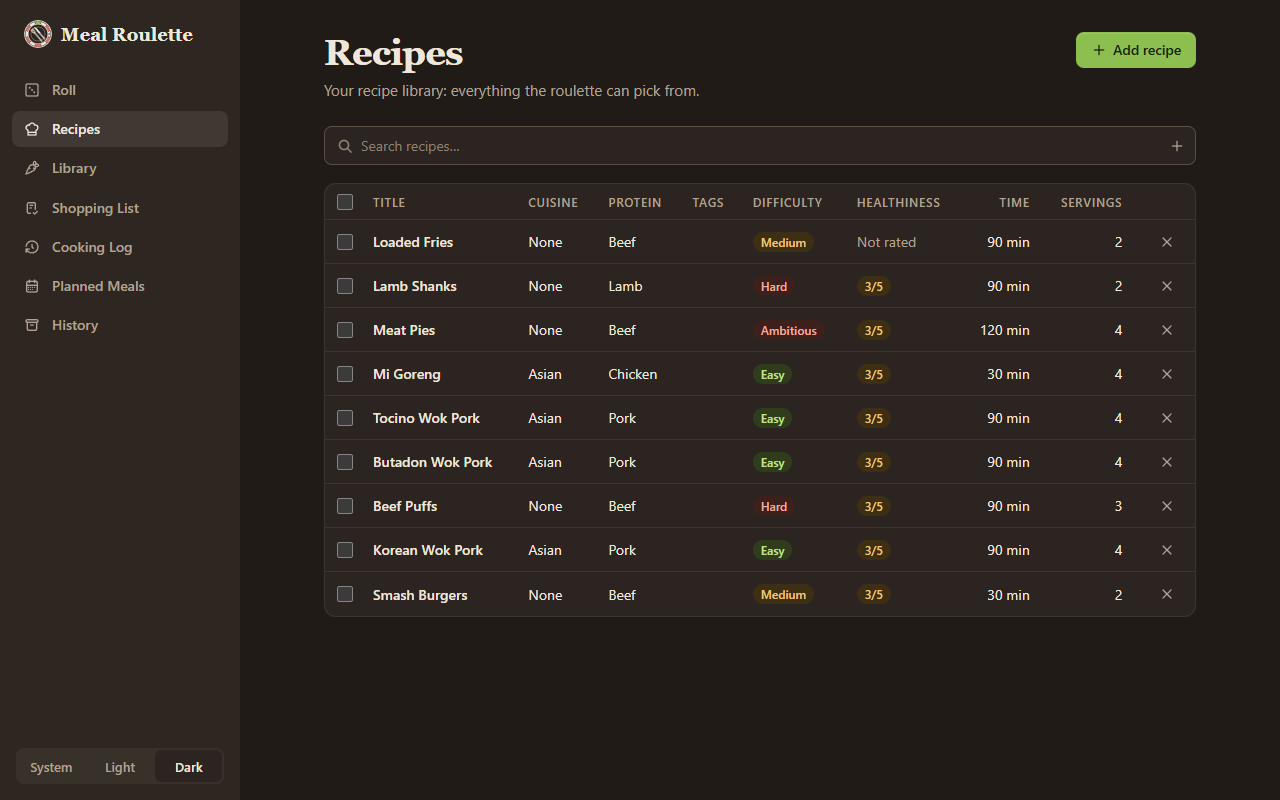 Meal Roulette
Roll
Recipes
Library
Shopping List
Cooking Log
Planned Meals
History
System Light Dark
Recipes
+ Add recipe
Your recipe library: everything the roulette can pick from.
Search recipes...
TITLE CUISINE PROTEIN TAGS DIFFICULTY HEALTHINESS TIME SERVINGS
Loaded Fries None Beef Medium Not rated 90 min 2
Lamb Shanks None Lamb Hard 3/5 90 min 2
Meat Pies None Beef Ambitious 3/5 120 min 4
Mi Goreng Asian Chicken Easy 3/5 30 min 4
Tocino Wok Pork Asian Pork Easy 3/5 90 min 4
Butadon Wok Pork Asian Pork Easy 3/5 90 min 4
Beef Puffs None Beef Hard 3/5 90 min 3
Korean Wok Pork Asian Pork Easy 3/5 90 min 4
Smash Burgers None Beef Medium 3/5 30 min 2